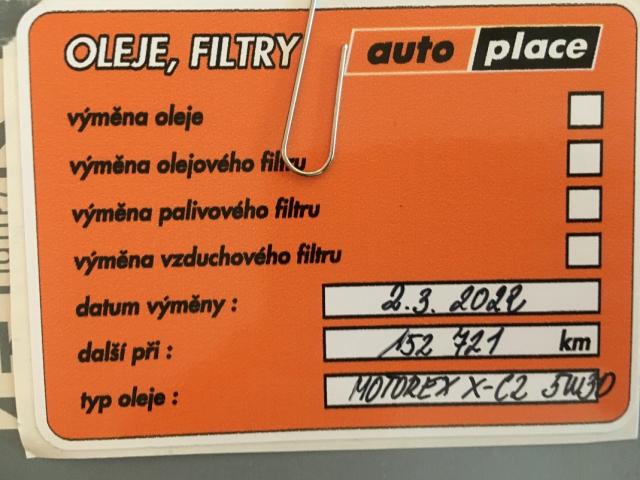 OLEJE, FILTRY auto place
výměna oleje
výměna olejového filtru
výměna palivového filtru
výměna vzduchového filtru
datum výměny : 2.3. 2022
další při : 152 721 km
typ oleje : MOTOREX X-C2 5W30